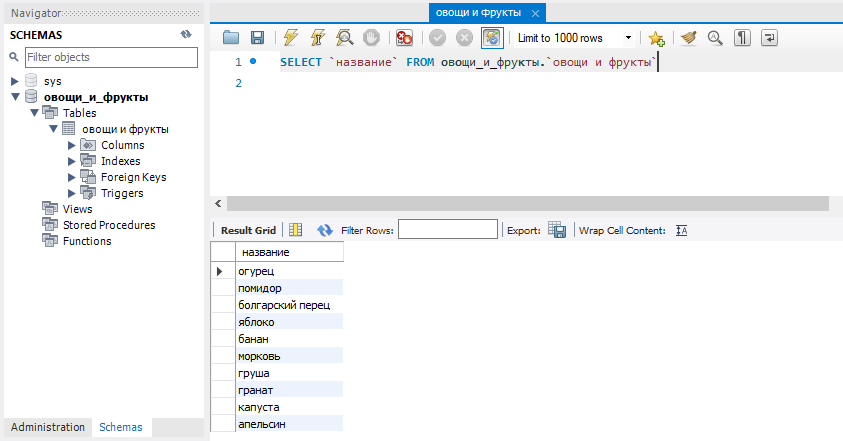 Navigator
SCHEMAS
Filter objects
sys
овощи_и_фрукты
Tables
овощи и фрукты
Columns
Indexes
Foreign Keys
Triggers
Views
Stored Procedures
Functions
Administration Schemas
овощи и фрукты
Limit to 1000 rows
1 SELECT `название` FROM овощи_и_фрукты.`овощи и фрукты`
2
Result Grid Filter Rows: Export: Wrap Cell Content:
название
огурец
помидор
болгарский перец
яблоко
банан
морковь
груша
гранат
капуста
апельсин